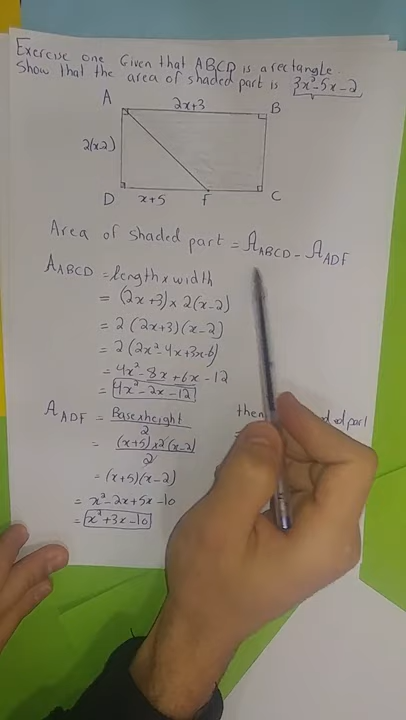 Exercise one Given that ABCD is a rectangle.
Show that the area of shaded part is 3x²-5x-2
A 2x+3 B
2(x-2)
D x+5 F C
Area of shaded part = A_ABCD - A_ADF
A_ABCD = length x width
= (2x+3) x 2(x-2)
= 2(2x+3)(x-2)
= 2(2x²-4x+3x-6)
= 4x²-8x+6x-12
= 4x²-2x-12
A_ADF = Base x height / 2
= (x+5) x 2(x-2) / 2
= (x+5)(x-2)
= x²-2x+5x-10
= x²+3x-10
part